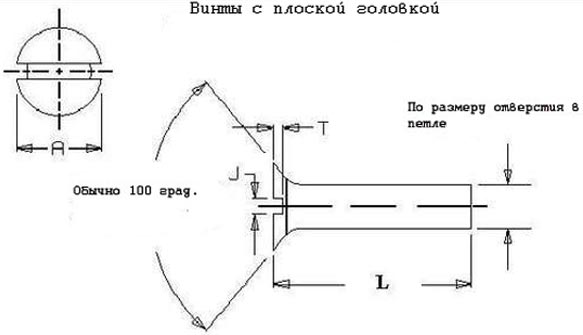 Винты с плоской головкой
По размеру отверстия в
петле
T
A
J
Обычно 100 град.
L